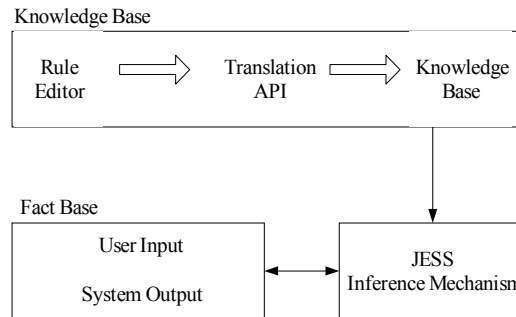 Knowledge Base
Rule
Editor
Translation
API
Knowledge
Base
Fact Base
User Input
System Output
JESS
Inference Mechanism